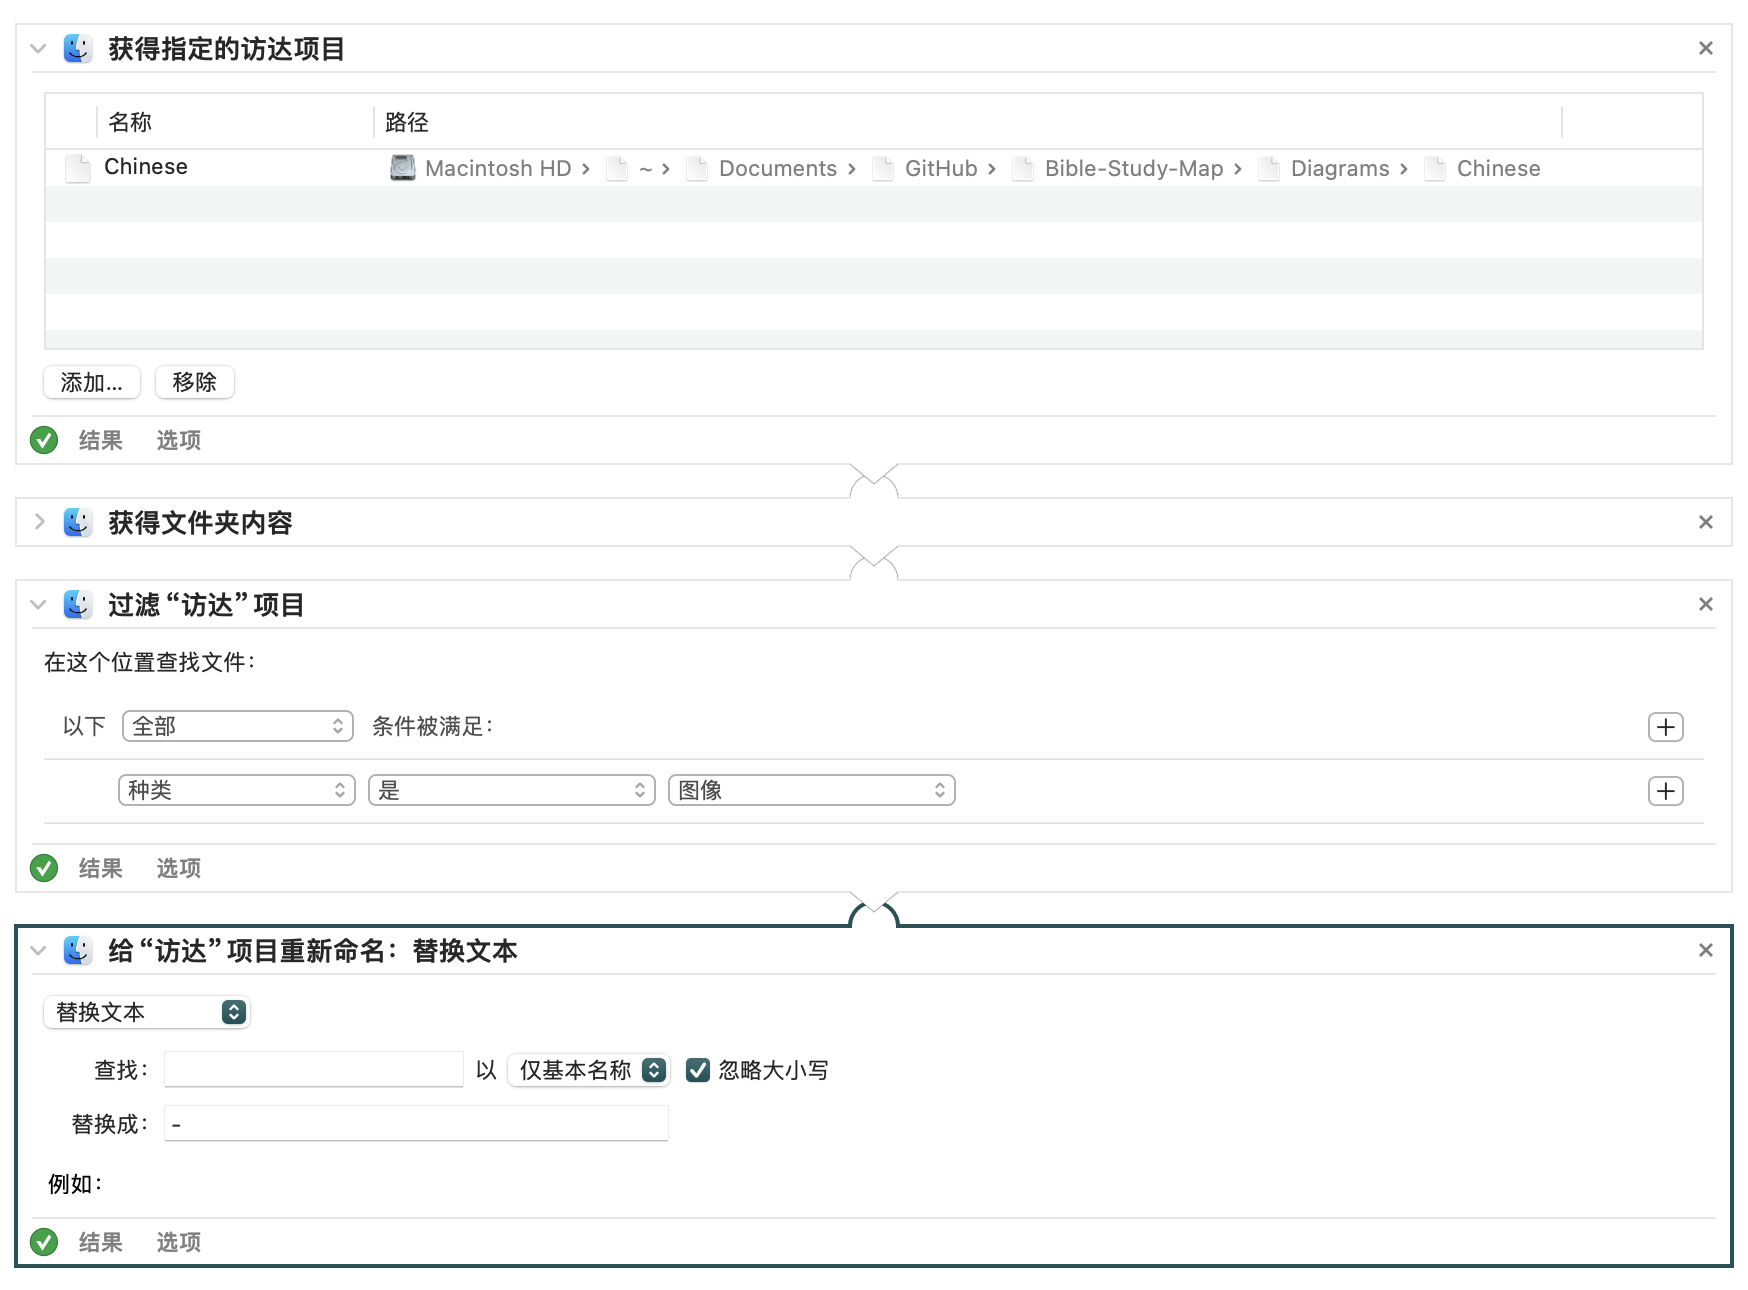 获得指定的访达项目
名称 路径
Chinese Macintosh HD › ~ › Documents › GitHub › Bible-Study-Map › Diagrams › Chinese
添加... 移除
结果 选项
获得文件夹内容
过滤“访达”项目
在这个位置查找文件：
以下 全部 条件被满足：
种类 是 图像
结果 选项
给“访达”项目重新命名：替换文本
替换文本
查找： 以 仅基本名称 忽略大小写
替换成： -
例如：
结果 选项